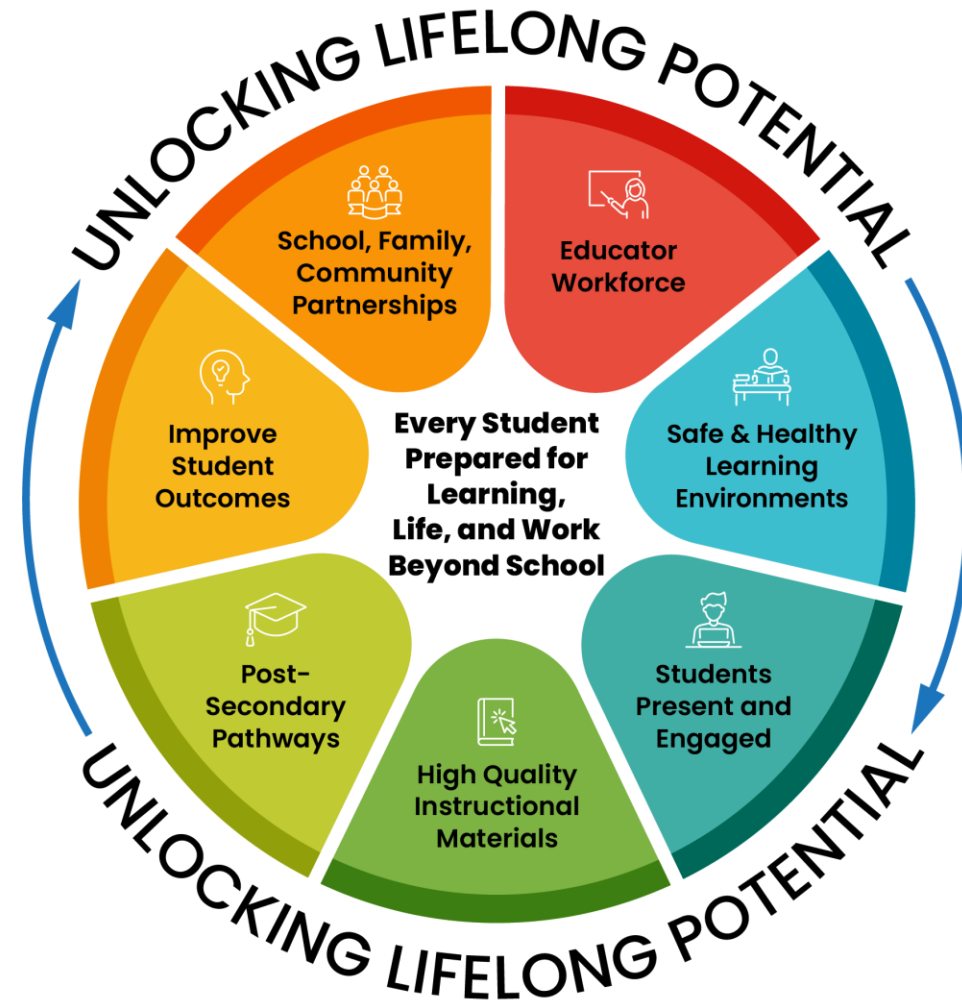 UNLOCKING LIFELONG POTENTIAL
School, Family,
Community
Partnerships
Educator
Workforce
Safe & Healthy
Learning
Environments
Students
Present and
Engaged
High Quality
Instructional
Materials
Post-
Secondary
Pathways
Improve
Student
Outcomes
Every Student
Prepared for
Learning,
Life, and Work
Beyond School
UNLOCKING LIFELONG POTENTIAL